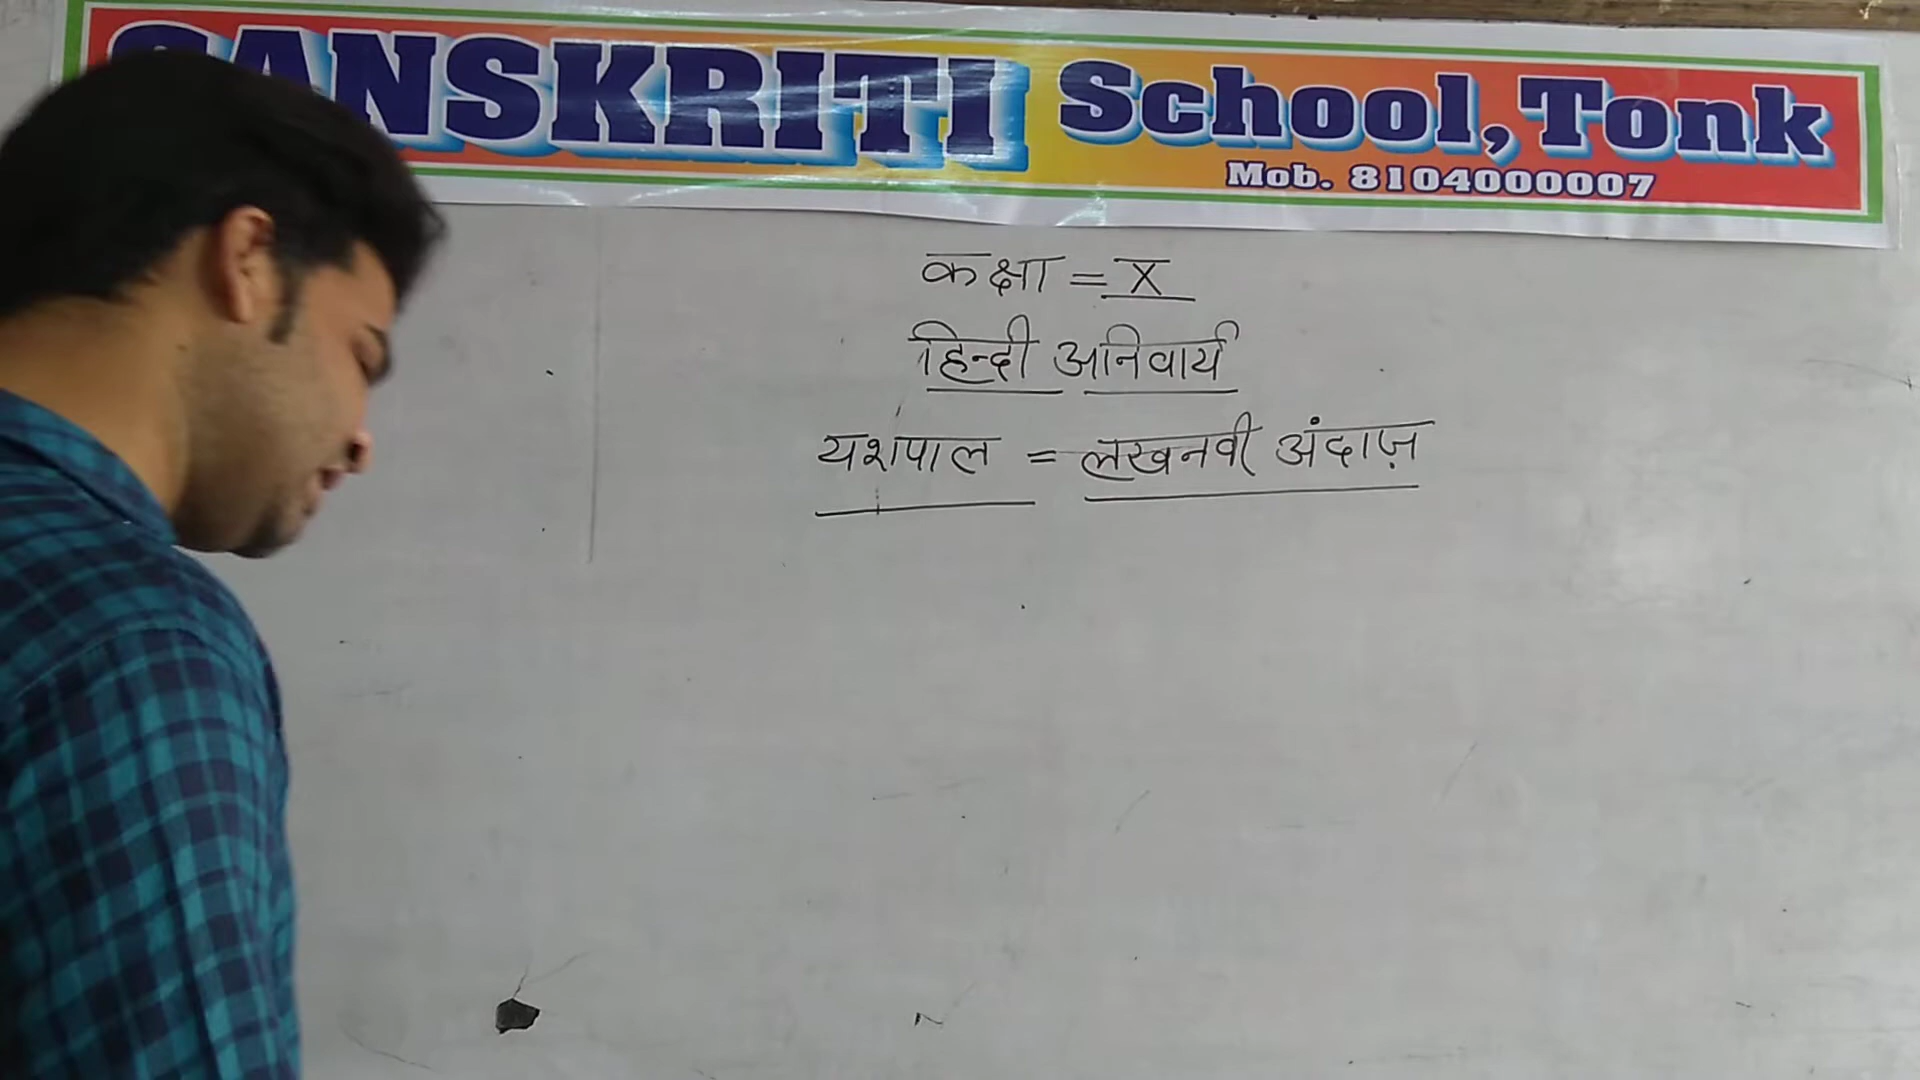 SANSKRITI School, Tonk
Mob. 8104000007
कक्षा = X
हिन्दी अनिवार्य
यशपाल = लखनवी अंदाज़